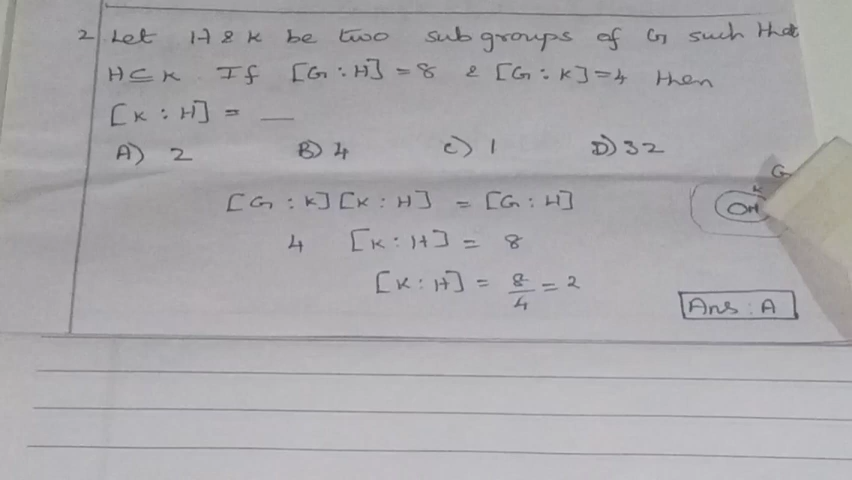 2 Let H & K be two subgroups of G such that
H ⊆ K. If [G : H] = 8 & [G : K] = 4 then
[K : H] = __
A) 2 B) 4 C) 1 D) 32
[G : K] [K : H] = [G : H]
4 [K : H] = 8
[K : H] = 8/4 = 2
G
K
H
Ans : A